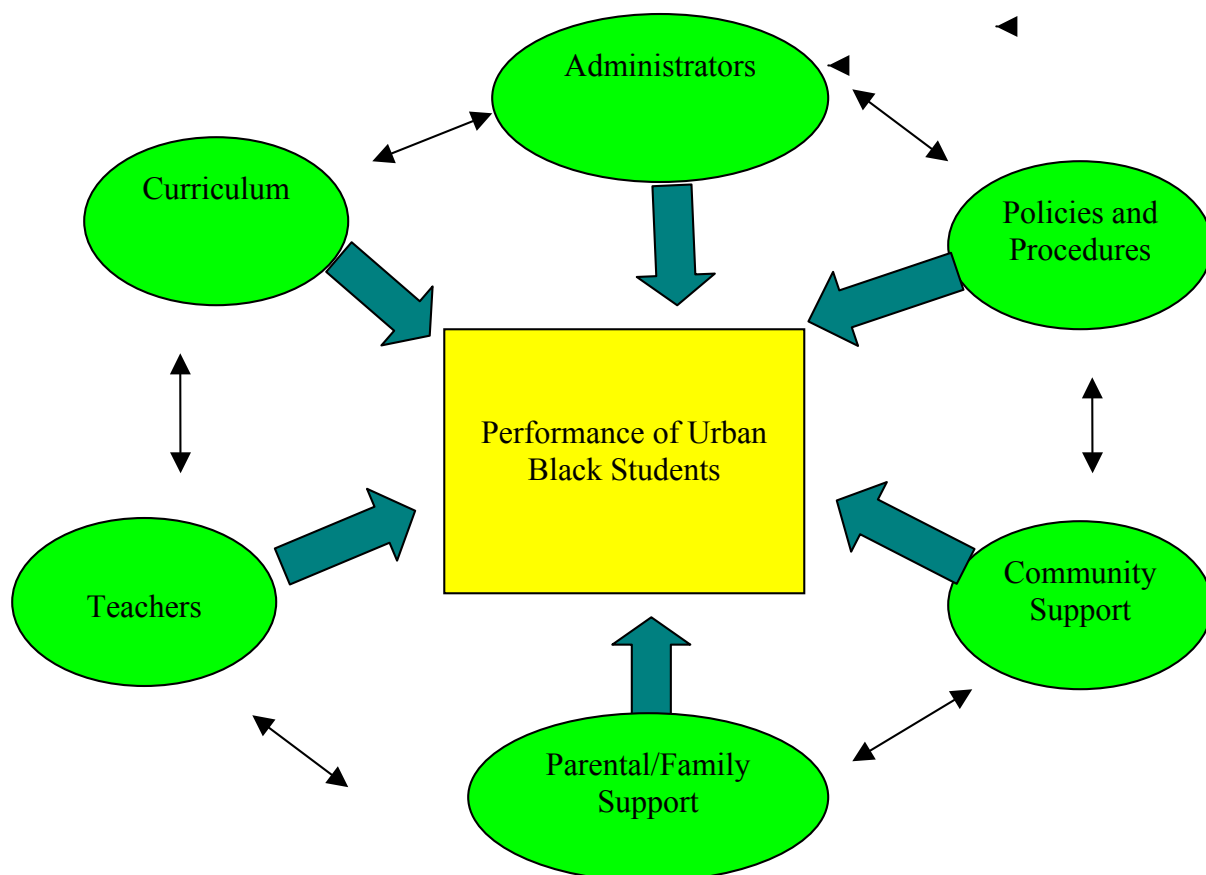 Administrators
Curriculum
Policies and
Procedures
Performance of Urban
Black Students
Teachers
Community
Support
Parental/Family
Support